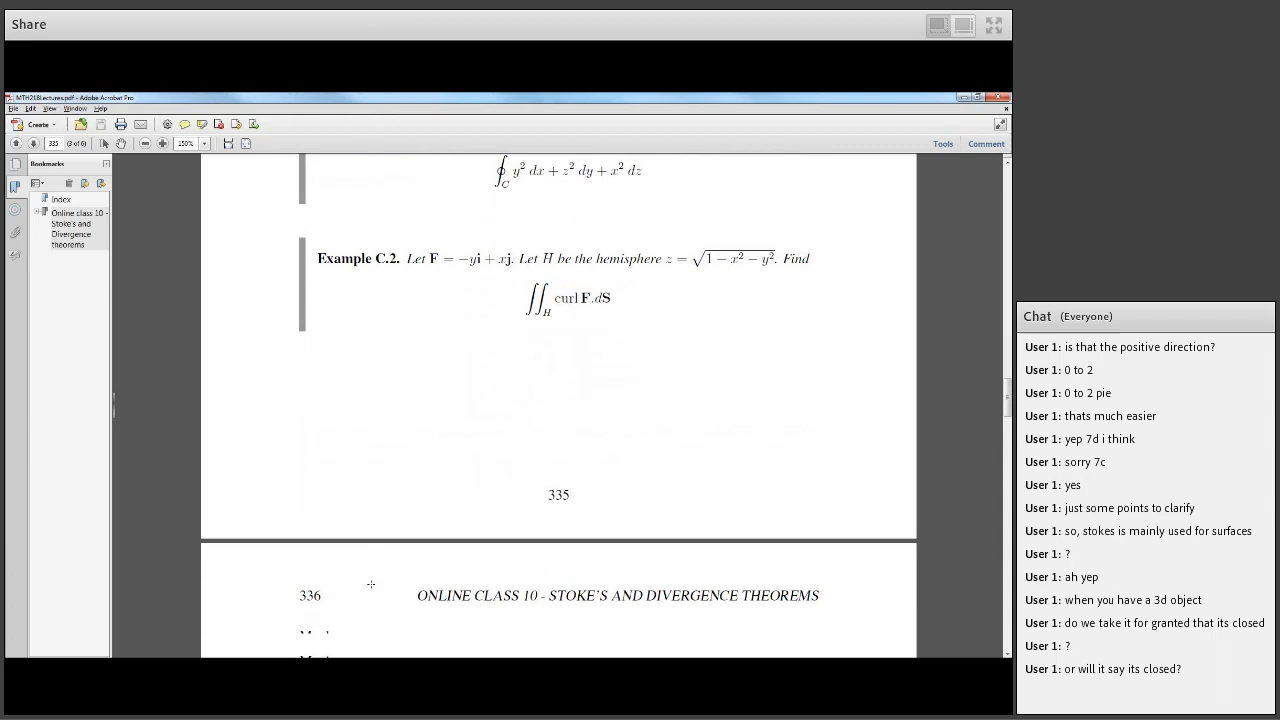 Share
MTH218Lectures.pdf - Adobe Acrobat Pro
File Edit View Window Help
Create
335 (3 of 6) 150% Tools Comment
Bookmarks
Index
Online class 10 -
Stoke's and
Divergence
theorems
∮_C y² dx + z² dy + x² dz
Example C.2. Let F = −yi + xj. Let H be the hemisphere z = √(1 − x² − y²). Find
∬_H curl F.dS
335
336 ONLINE CLASS 10 - STOKE'S AND DIVERGENCE THEOREMS
Chat (Everyone)
User 1: is that the positive direction?
User 1: 0 to 2
User 1: 0 to 2 pie
User 1: thats much easier
User 1: yep 7d i think
User 1: sorry 7c
User 1: yes
User 1: just some points to clarify
User 1: so, stokes is mainly used for surfaces
User 1: ?
User 1: ah yep
User 1: when you have a 3d object
User 1: do we take it for granted that its closed
User 1: ?
User 1: or will it say its closed?